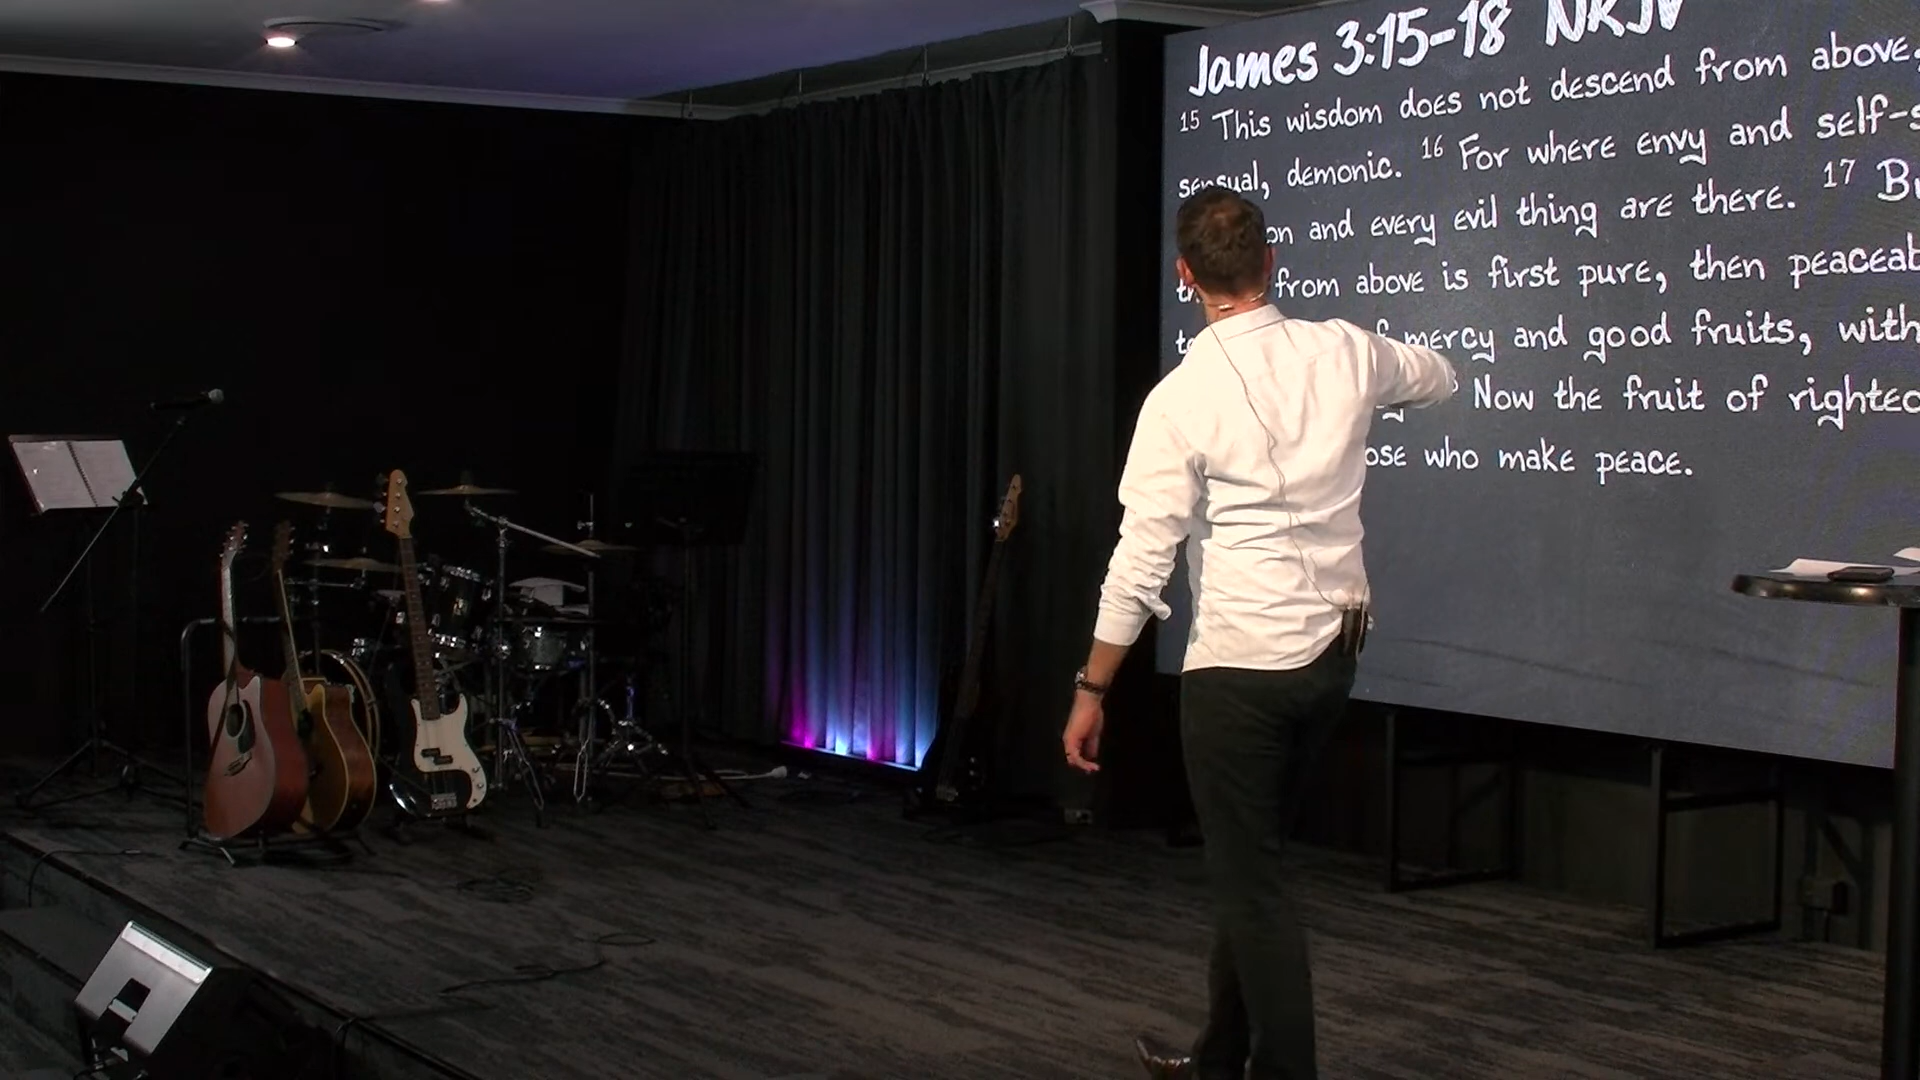 James 3:15-18 NKJV
15 This wisdom does not descend from above,
sensual, demonic. 16 For where envy and self-s
on and every evil thing are there. 17 Bu
th from above is first pure, then peaceab
mercy and good fruits, with
Now the fruit of righteo
ose who make peace.